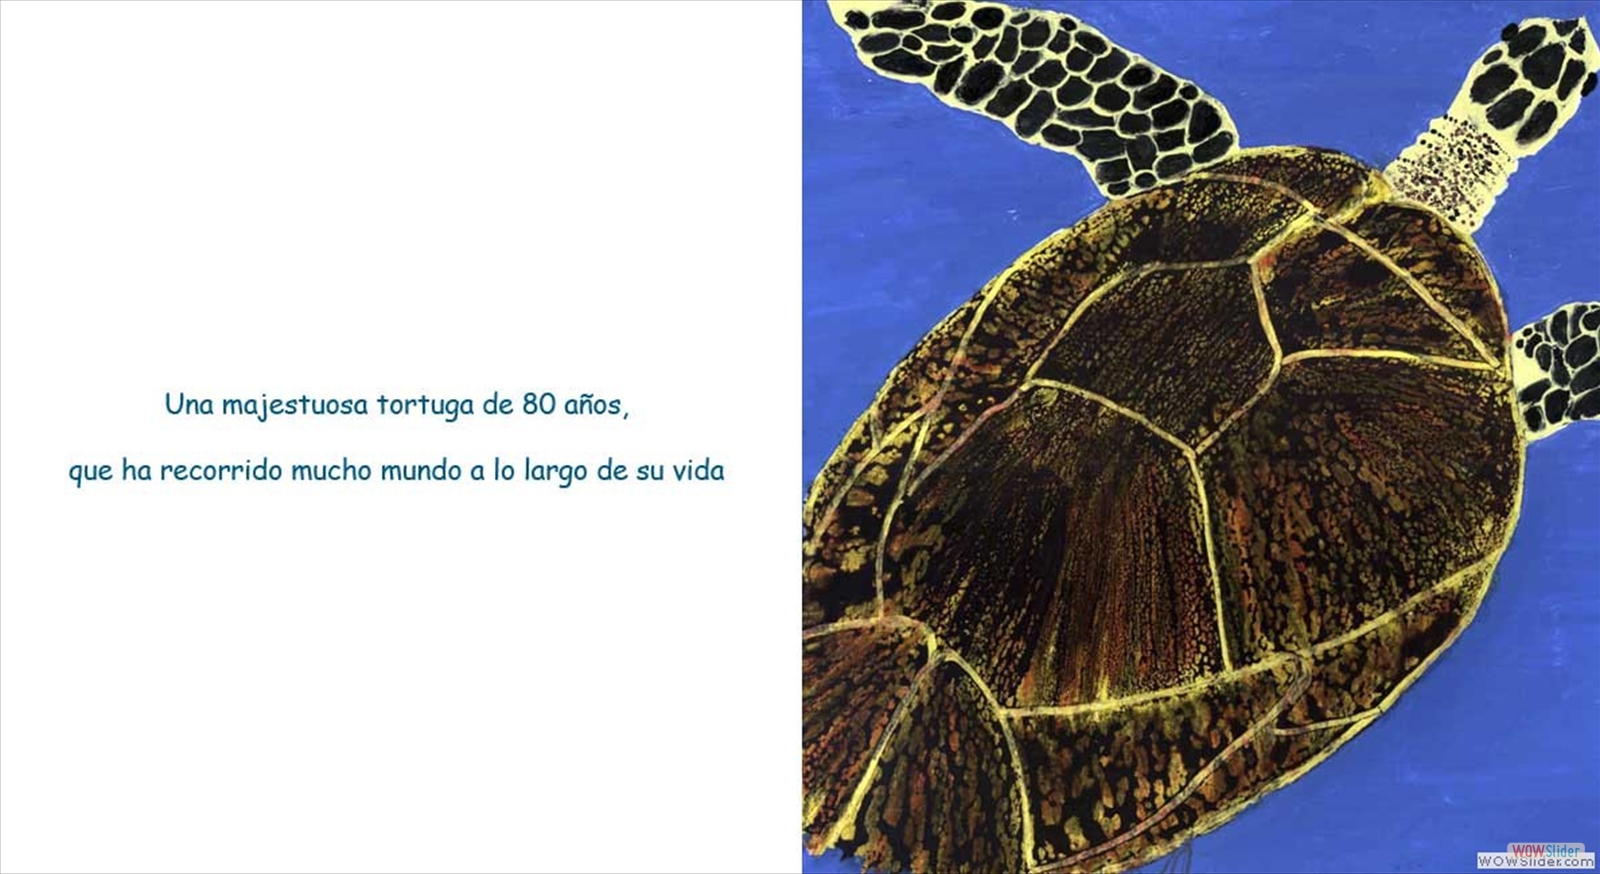 Una majestuosa tortuga de 80 años,
que ha recorrido mucho mundo a lo largo de su vida
WOWSlider
WOWSlider.com